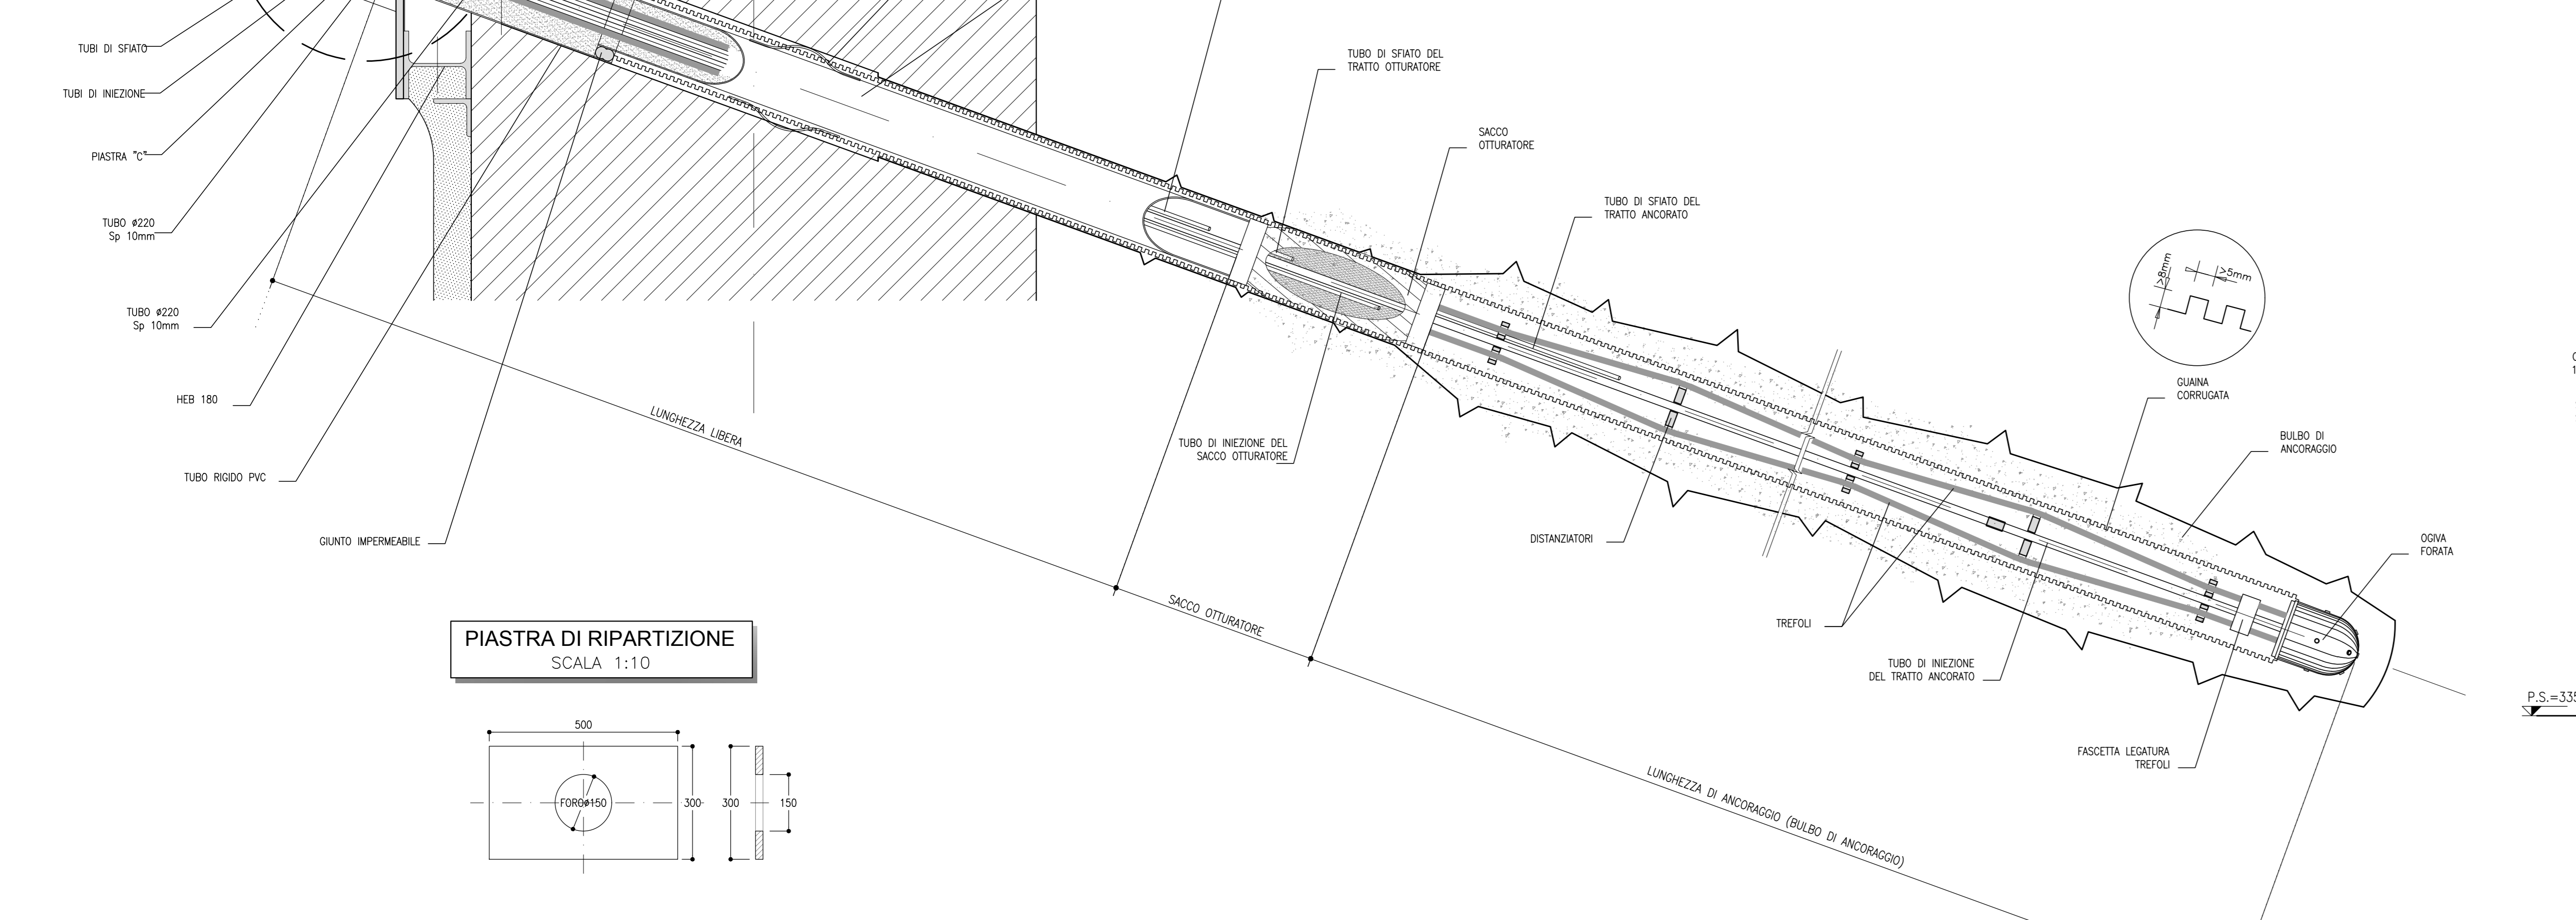 TUBI DI SFIATO
TUBI DI INIEZIONE
PIASTRA "C"
TUBO ø220
Sp 10mm
TUBO ø220
Sp 10mm
HEB 180
TUBO RIGIDO PVC
GIUNTO IMPERMEABILE
TUBO DI SFIATO DEL
TRATTO OTTURATORE
SACCO
OTTURATORE
TUBO DI SFIATO DEL
TRATTO ANCORATO
>8mm
>5mm
GUAINA
CORRUGATA
BULBO DI
ANCORAGGIO
OGIVA
FORATA
LUNGHEZZA LIBERA
TUBO DI INIEZIONE DEL
SACCO OTTURATORE
DISTANZIATORI
SACCO OTTURATORE
TREFOLI
TUBO DI INIEZIONE
DEL TRATTO ANCORATO
FASCETTA LEGATURA
TREFOLI
LUNGHEZZA DI ANCORAGGIO (BULBO DI ANCORAGGIO)
P.S.=335
PIASTRA DI RIPARTIZIONE
SCALA 1:10
500
FOROø150
300
300
150